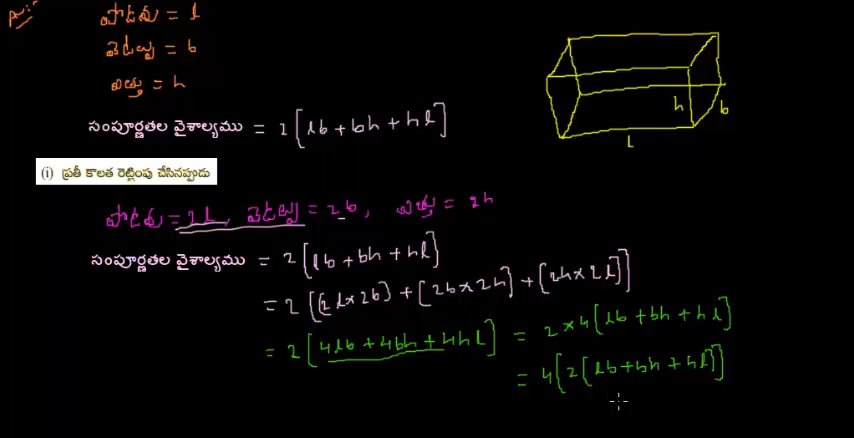 సా:-
పొడవు = l
వెడల్పు = b
ఎత్తు = h
సంపూర్ణతల వైశాల్యము = 2[lb + bh + hl]
h b
l
(i) ప్రతీ కొలత రెట్టింపు చేసినప్పుడు
పొడవు = 2l, వెడల్పు = 2b, ఎత్తు = 2h
సంపూర్ణతల వైశాల్యము = 2[lb + bh + hl]
= 2[(2l×2b) + [2b×2h] + [2h×2l]]
= 2[4lb + 4bh + 4hl] = 2×4[lb + bh + hl]
= 4[2[lb + bh + hl]]